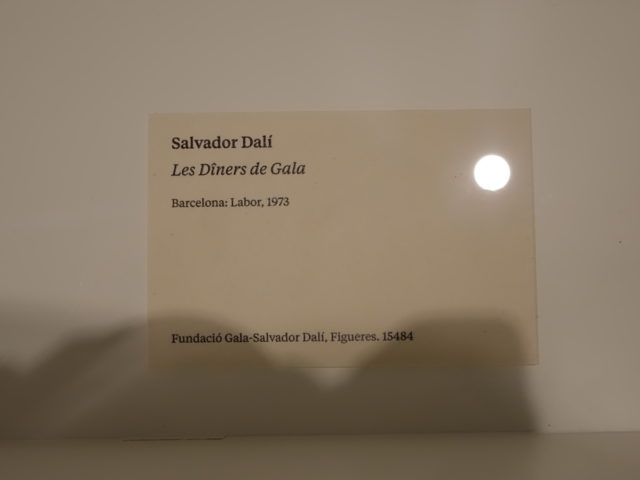 Salvador Dalí
Les Dîners de Gala
Barcelona: Labor, 1973
Fundació Gala-Salvador Dalí, Figueres. 15484